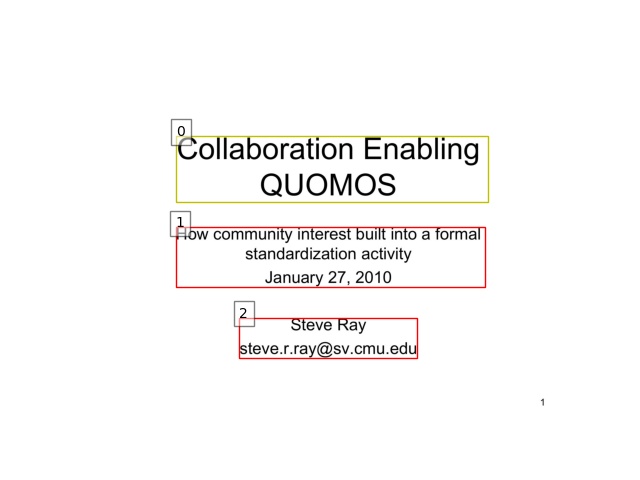 0
Collaboration Enabling
QUOMOS
1
How community interest built into a formal
standardization activity
January 27, 2010
2
Steve Ray
steve.r.ray@sv.cmu.edu
1